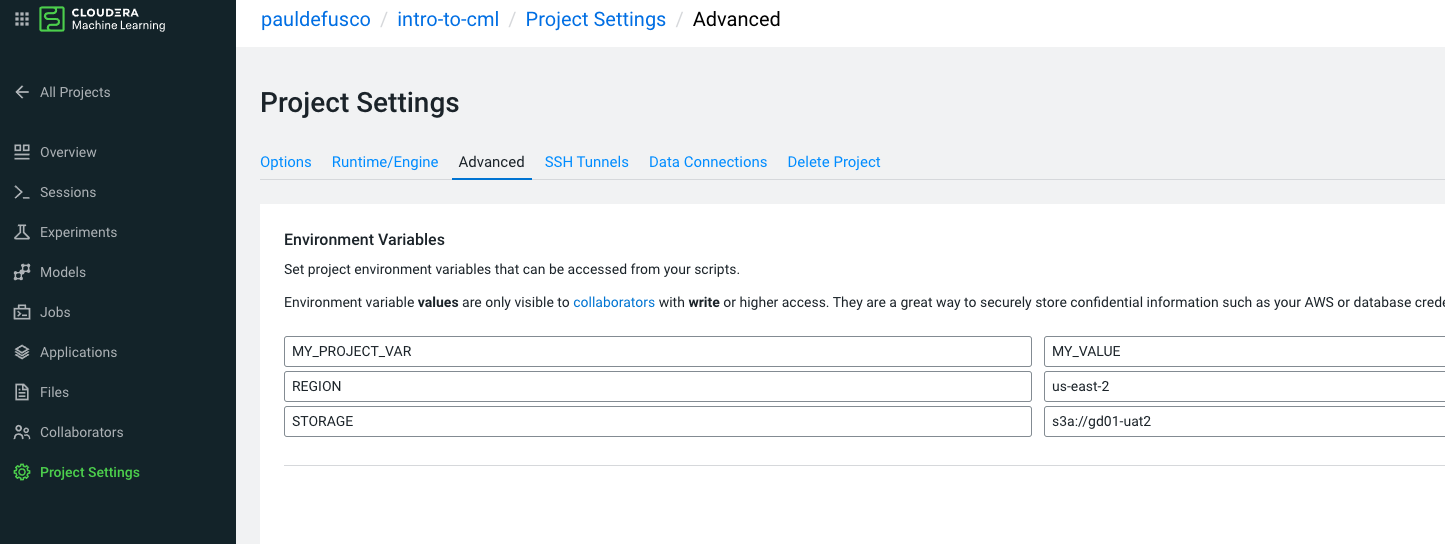 CLOUDERA
Machine Learning
pauldefusco / intro-to-cml / Project Settings / Advanced
All Projects
Overview
Sessions
Experiments
Models
Jobs
Applications
Files
Collaborators
Project Settings
Project Settings
Options Runtime/Engine Advanced SSH Tunnels Data Connections Delete Project
Environment Variables
Set project environment variables that can be accessed from your scripts.
Environment variable values are only visible to collaborators with write or higher access. They are a great way to securely store confidential information such as your AWS or database
MY_PROJECT_VAR MY_VALUE
REGION us-east-2
STORAGE s3a://gd01-uat2